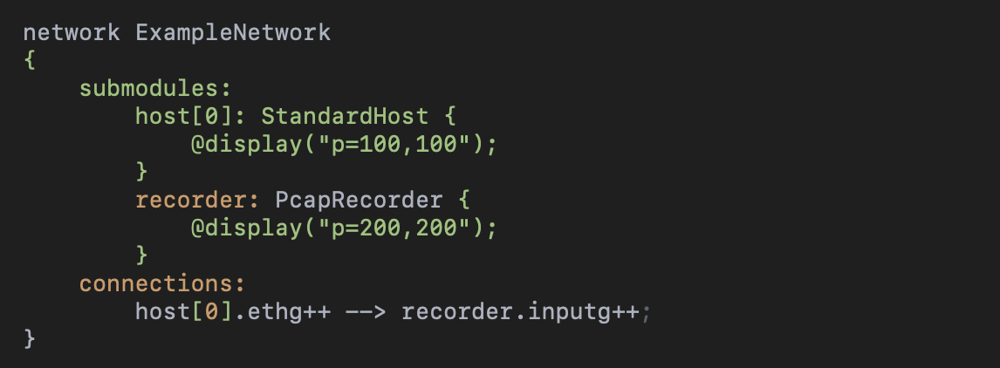 network ExampleNetwork
{
    submodules:
        host[0]: StandardHost {
            @display("p=100,100");
        }
        recorder: PcapRecorder {
            @display("p=200,200");
        }
    connections:
        host[0].ethg++ --> recorder.inputg++;
}